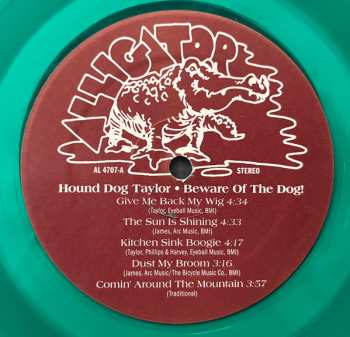 ALLIGATOR
AL 4707-A
STEREO
Hound Dog Taylor • Beware Of The Dog!
Give Me Back My Wig 4:34
(Taylor, Eyeball Music, BMI)
The Sun Is Shining 4:33
(James, Arc Music, BMI)
Kitchen Sink Boogie 4:17
(Taylor, Phillips & Harvey, Eyeball Music, BMI)
Dust My Broom 3:16
(James, Arc Music/The Bicycle Music Co., BMI)
Comin' Around The Mountain 3:57
(Traditional)